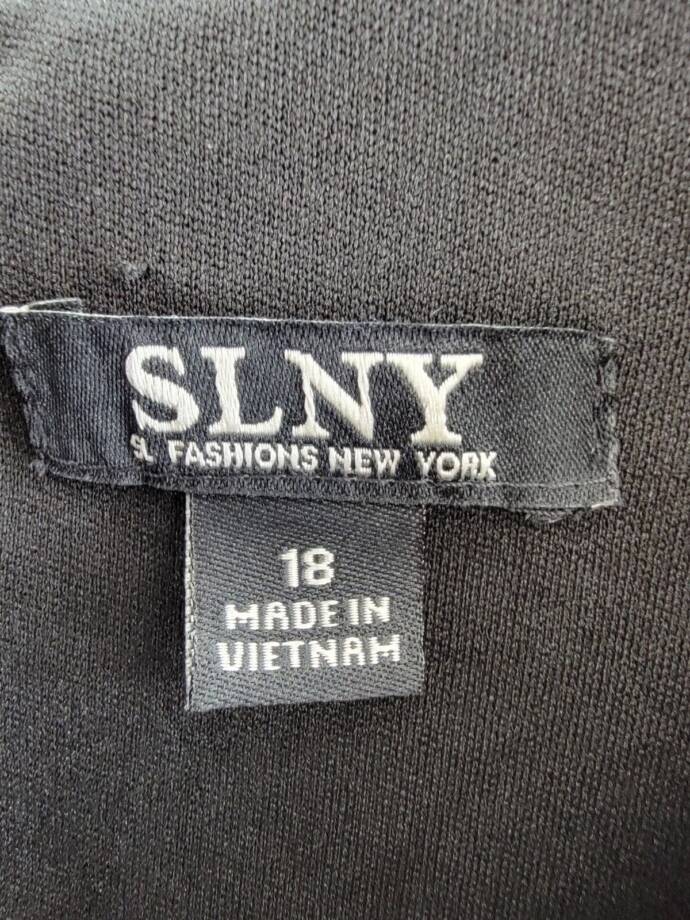 SLNY
SL FASHIONS NEW YORK
18
MADE IN
VIETNAM